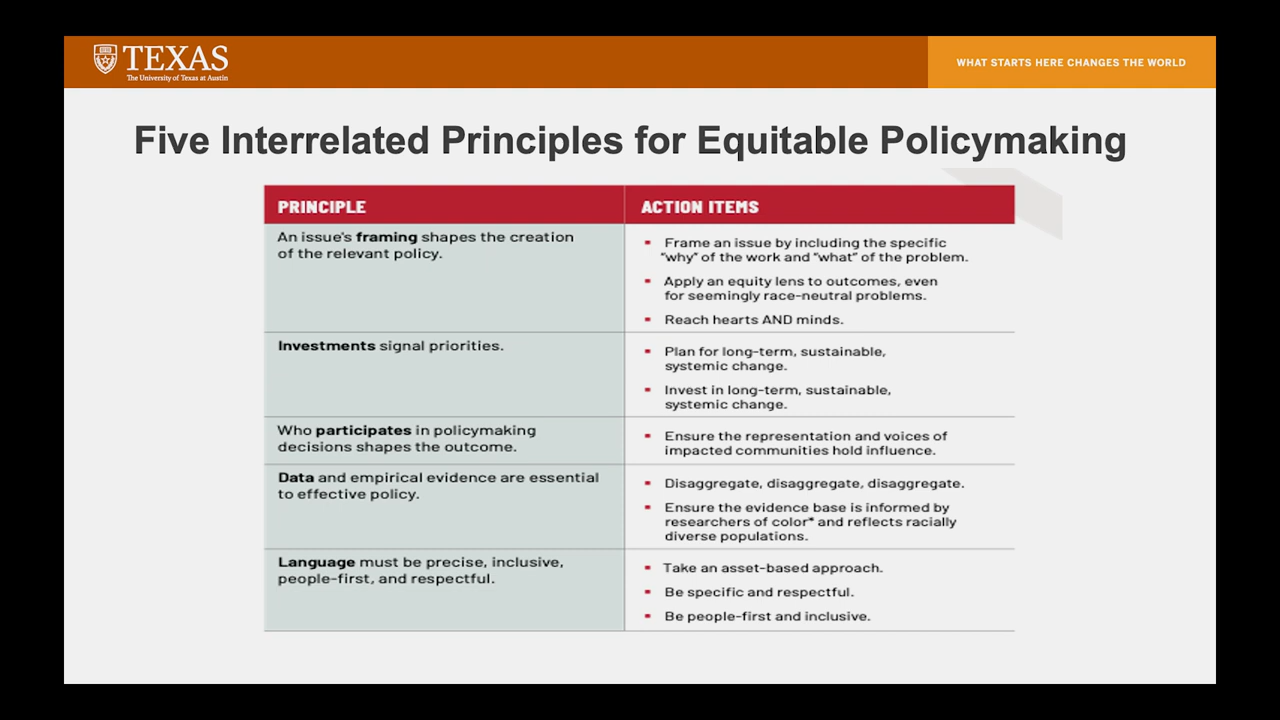 TEXAS
The University of Texas at Austin
WHAT STARTS HERE CHANGES THE WORLD
Five Interrelated Principles for Equitable Policymaking
PRINCIPLE
ACTION ITEMS
An issue's framing shapes the creation
of the relevant policy.
▪ Frame an issue by including the specific
"why" of the work and "what" of the problem.
▪ Apply an equity lens to outcomes, even
for seemingly race-neutral problems.
▪ Reach hearts AND minds.
Investments signal priorities.
▪ Plan for long-term, sustainable,
systemic change.
▪ Invest in long-term, sustainable,
systemic change.
Who participates in policymaking
decisions shapes the outcome.
▪ Ensure the representation and voices of
impacted communities hold influence.
Data and empirical evidence are essential
to effective policy.
▪ Disaggregate, disaggregate, disaggregate.
▪ Ensure the evidence base is informed by
researchers of color* and reflects racially
diverse populations.
Language must be precise, inclusive,
people-first, and respectful.
▪ Take an asset-based approach.
▪ Be specific and respectful.
▪ Be people-first and inclusive.